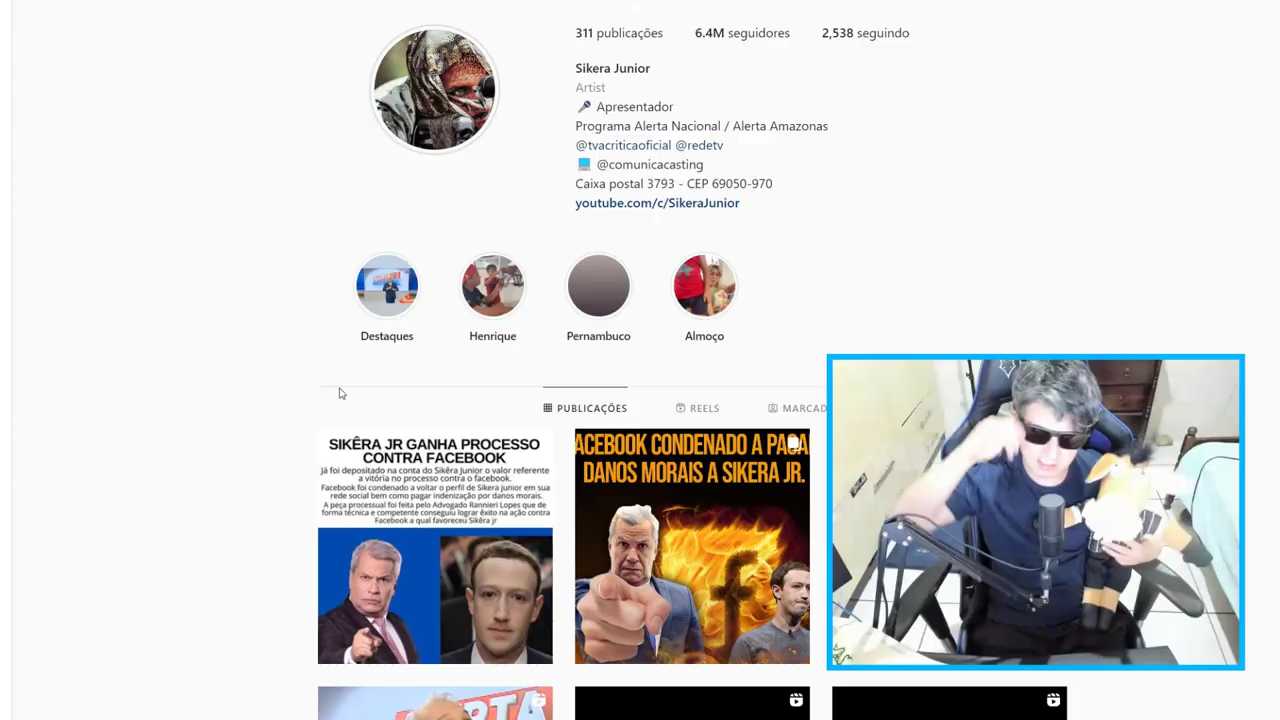 311 publicações 6.4M seguidores 2,538 seguindo
Sikera Junior
Artist
Apresentador
Programa Alerta Nacional / Alerta Amazonas
@tvacriticaoficial @redetv
@comunicacasting
Caixa postal 3793 - CEP 69050-970
youtube.com/c/SikeraJunior
Destaques Henrique Pernambuco Almoço
PUBLICAÇÕES REELS MARCAD
SIKÊRA JR GANHA PROCESSO
CONTRA FACEBOOK
Já foi depositado na conta do Sikêra Junior o valor referente
a vitória no processo contra o facebook.
Facebook foi condenado a voltar o perfil de Sikera junior em sua
rede social bem como pagar indenização por danos morais.
A peça processual foi feita pelo Advogado Rannieri Lopes que de
forma técnica e competente conseguiu lograr êxito na ação contra
Facebook a qual favoreceu Sikêra jr
ACEBOOK CONDENADO A PAGA
DANOS MORAIS A SIKERA JR.
f